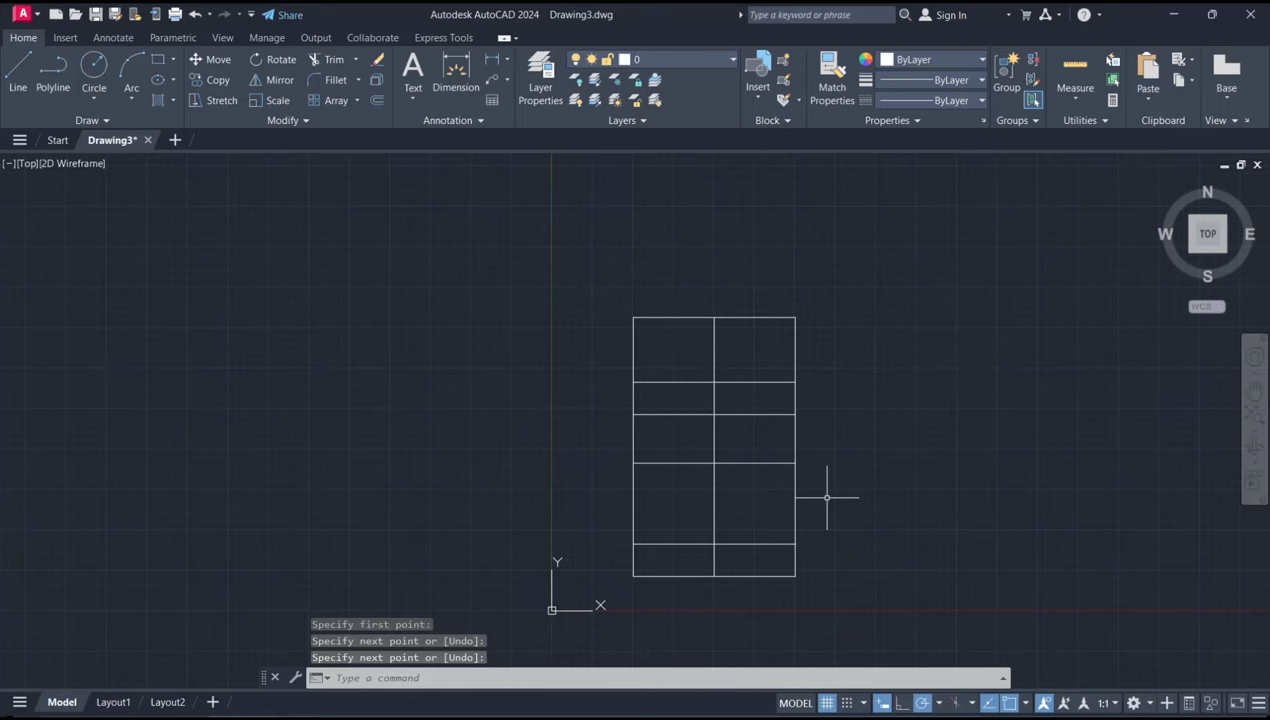 A Share Autodesk AutoCAD 2024 Drawing3.dwg Type a keyword or phrase Sign In ?
Home Insert Annotate Parametric View Manage Output Collaborate Express Tools
Line Polyline Circle Arc
Move Rotate Trim
Copy Mirror Fillet
Stretch Scale Array
Text Dimension
Layer Properties
0
Insert
Match Properties
ByLayer
ByLayer
ByLayer
Group
Measure
Paste
Base
Draw Modify Annotation Layers Block Properties Groups Utilities Clipboard View
Start Drawing3*
[−][Top][2D Wireframe]
N
W TOP E
S
WCS
Y
X
Specify first point:
Specify next point or [Undo]:
Specify next point or [Undo]:
Type a command
Model Layout1 Layout2 MODEL 1:1